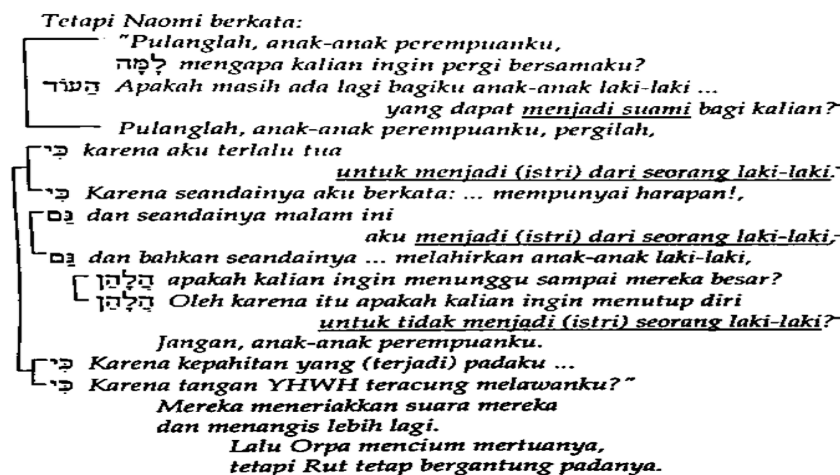 Tetapi Naomi berkata:
"Pulanglah, anak-anak perempuanku,
לָמָּה mengapa kalian ingin pergi bersamaku?
הַעוֹד Apakah masih ada lagi bagiku anak-anak laki-laki ...
yang dapat menjadi suami bagi kalian?
Pulanglah, anak-anak perempuanku, pergilah,
כִּי karena aku terlalu tua
untuk menjadi (istri) dari seorang laki-laki.
כִּי Karena seandainya aku berkata: ... mempunyai harapan!,
גַּם dan seandainya malam ini
aku menjadi (istri) dari seorang laki-laki,
גַּם dan bahkan seandainya ... melahirkan anak-anak laki-laki,
הֲלָהֵן apakah kalian ingin menunggu sampai mereka besar?
הֲלָהֵן Oleh karena itu apakah kalian ingin menutup diri
untuk tidak menjadi (istri) seorang laki-laki?
Jangan, anak-anak perempuanku.
כִּי Karena kepahitan yang (terjadi) padaku ...
כִּי Karena tangan YHWH teracung melawanku?"
Mereka meneriakkan suara mereka
dan menangis lebih lagi.
Lalu Orpa mencium mertuanya,
tetapi Rut tetap bergantung padanya.